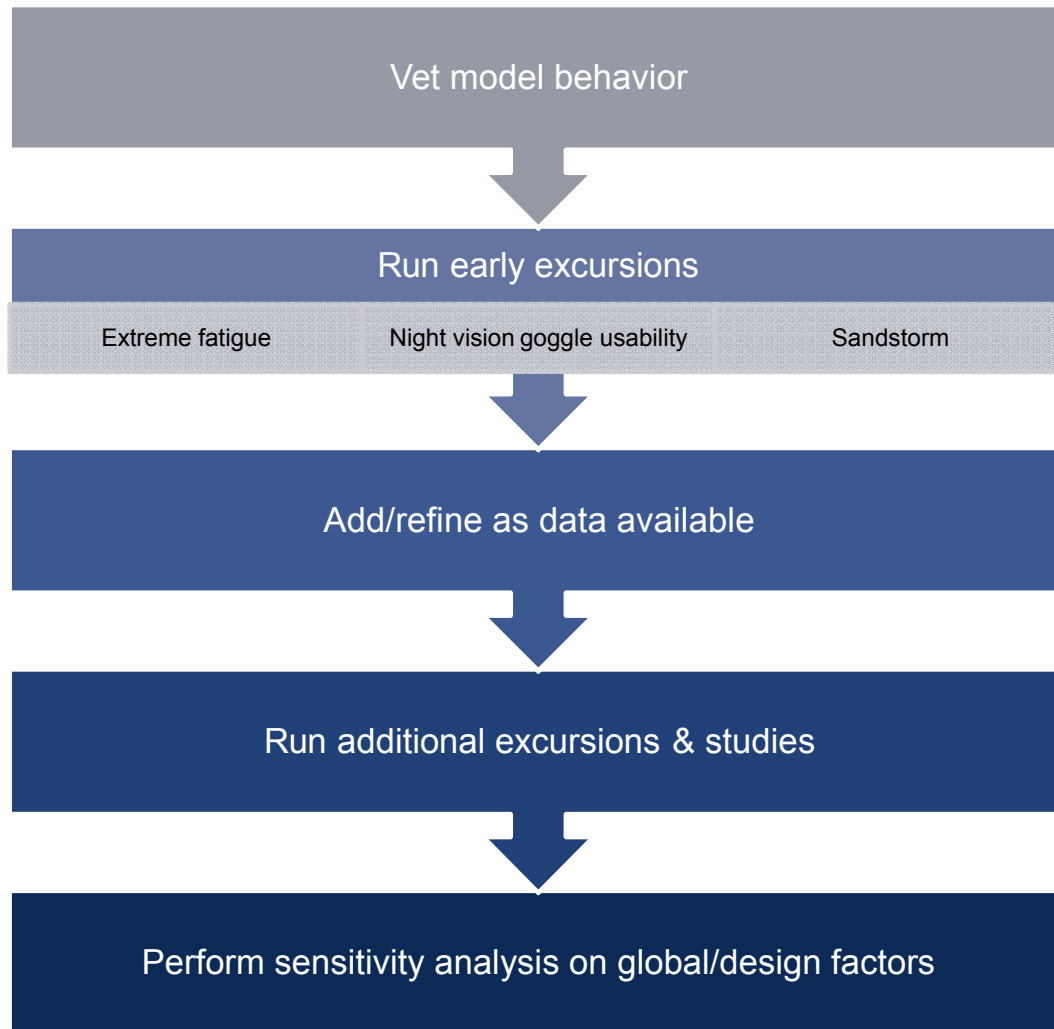 Vet model behavior
Run early excursions
Extreme fatigue
Night vision goggle usability
Sandstorm
Add/refine as data available
Run additional excursions & studies
Perform sensitivity analysis on global/design factors